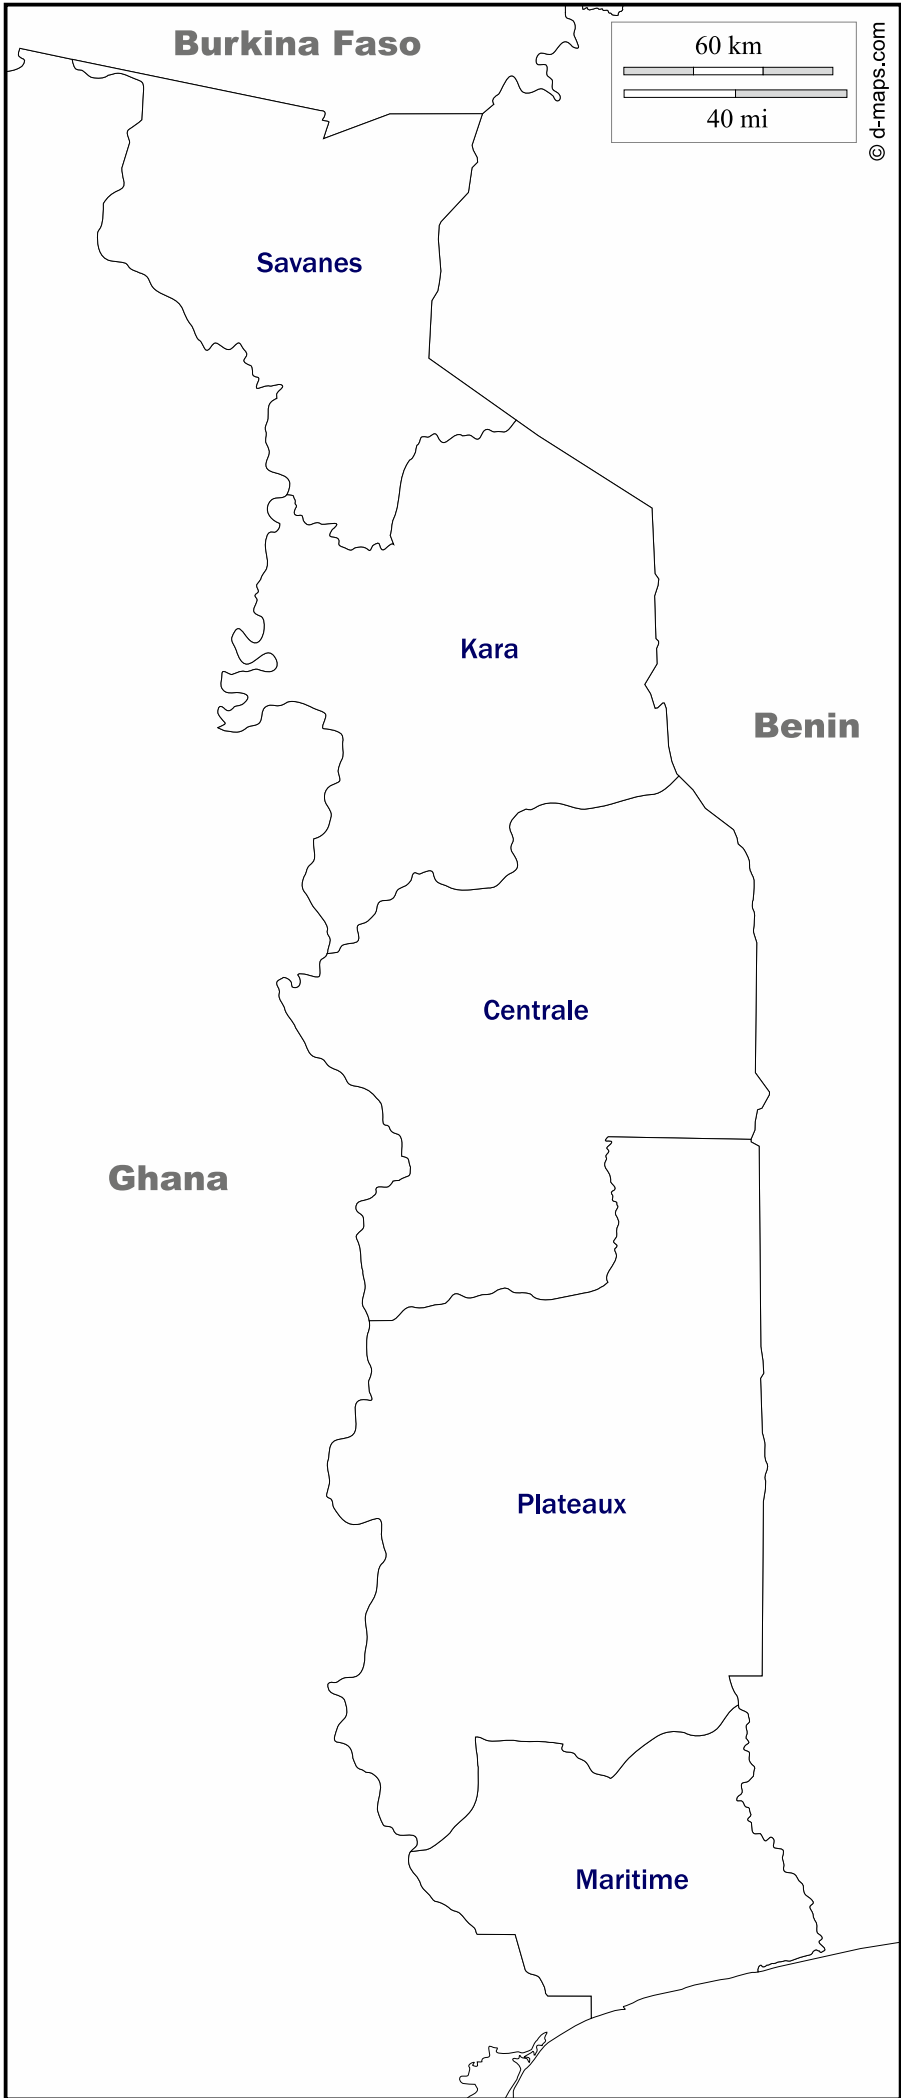 Burkina Faso
60 km
40 mi
© d-maps.com
Savanes
Kara
Benin
Centrale
Ghana
Plateaux
Maritime